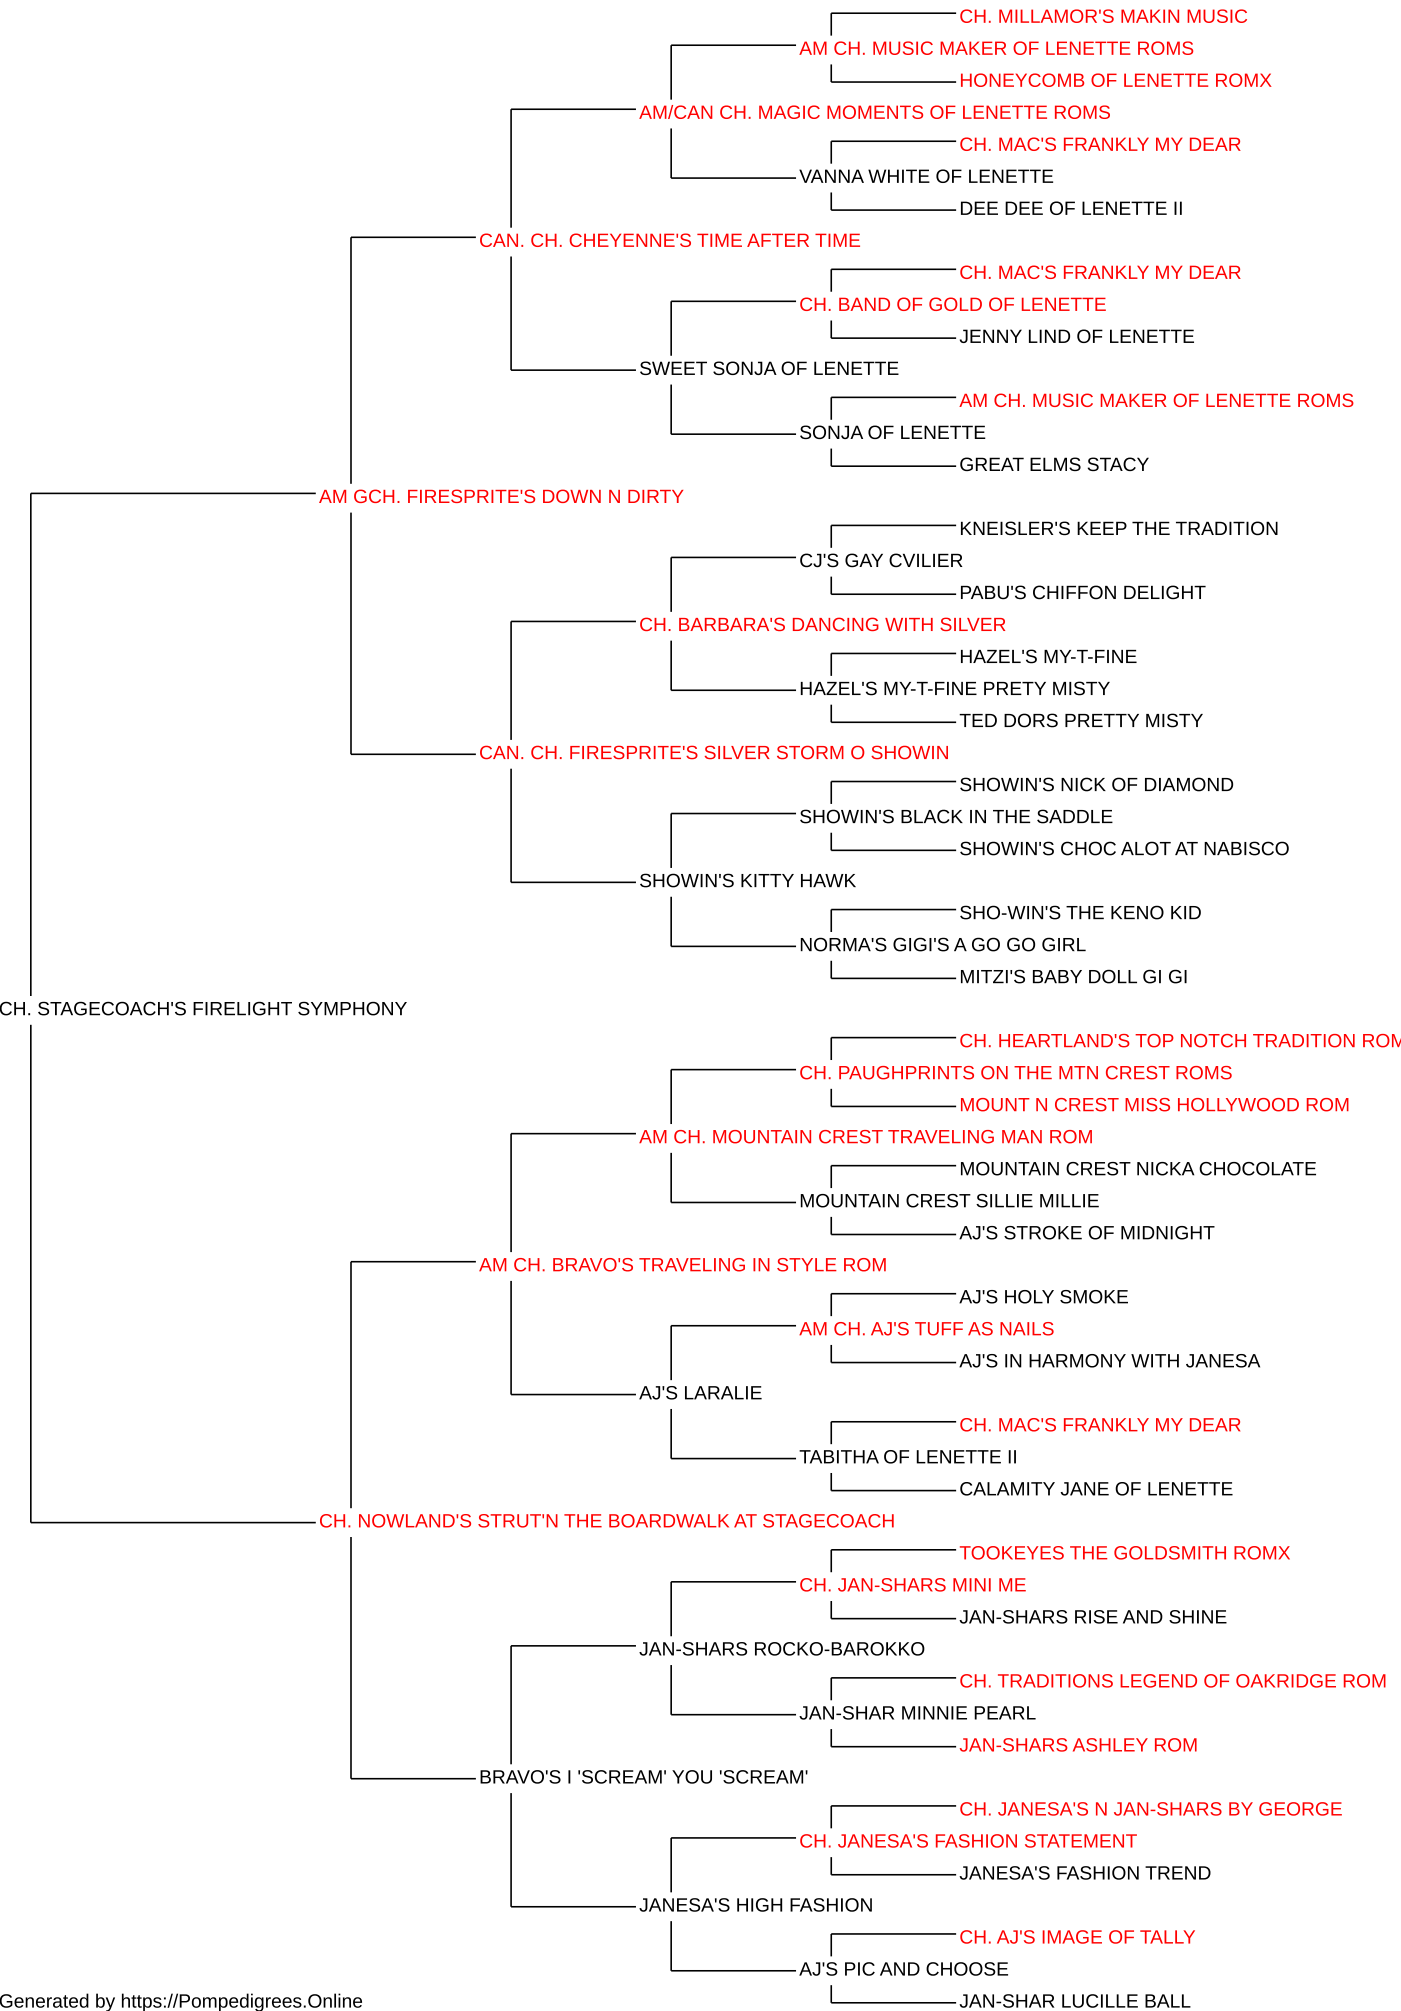 CH. MILLAMOR'S MAKIN MUSIC
AM CH. MUSIC MAKER OF LENETTE ROMS
HONEYCOMB OF LENETTE ROMX
AM/CAN CH. MAGIC MOMENTS OF LENETTE ROMS
CH. MAC'S FRANKLY MY DEAR
VANNA WHITE OF LENETTE
DEE DEE OF LENETTE II
CAN. CH. CHEYENNE'S TIME AFTER TIME
CH. MAC'S FRANKLY MY DEAR
CH. BAND OF GOLD OF LENETTE
JENNY LIND OF LENETTE
SWEET SONJA OF LENETTE
AM CH. MUSIC MAKER OF LENETTE ROMS
SONJA OF LENETTE
GREAT ELMS STACY
AM GCH. FIRESPRITE'S DOWN N DIRTY
KNEISLER'S KEEP THE TRADITION
CJ'S GAY CVILIER
PABU'S CHIFFON DELIGHT
CH. BARBARA'S DANCING WITH SILVER
HAZEL'S MY-T-FINE
HAZEL'S MY-T-FINE PRETY MISTY
TED DORS PRETTY MISTY
CAN. CH. FIRESPRITE'S SILVER STORM O SHOWIN
SHOWIN'S NICK OF DIAMOND
SHOWIN'S BLACK IN THE SADDLE
SHOWIN'S CHOC ALOT AT NABISCO
SHOWIN'S KITTY HAWK
SHO-WIN'S THE KENO KID
NORMA'S GIGI'S A GO GO GIRL
MITZI'S BABY DOLL GI GI
CH. STAGECOACH'S FIRELIGHT SYMPHONY
CH. HEARTLAND'S TOP NOTCH TRADITION ROM
CH. PAUGHPRINTS ON THE MTN CREST ROMS
MOUNT N CREST MISS HOLLYWOOD ROM
AM CH. MOUNTAIN CREST TRAVELING MAN ROM
MOUNTAIN CREST NICKA CHOCOLATE
MOUNTAIN CREST SILLIE MILLIE
AJ'S STROKE OF MIDNIGHT
AM CH. BRAVO'S TRAVELING IN STYLE ROM
AJ'S HOLY SMOKE
AM CH. AJ'S TUFF AS NAILS
AJ'S IN HARMONY WITH JANESA
AJ'S LARALIE
CH. MAC'S FRANKLY MY DEAR
TABITHA OF LENETTE II
CALAMITY JANE OF LENETTE
CH. NOWLAND'S STRUT'N THE BOARDWALK AT STAGECOACH
TOOKEYES THE GOLDSMITH ROMX
CH. JAN-SHARS MINI ME
JAN-SHARS RISE AND SHINE
JAN-SHARS ROCKO-BAROKKO
CH. TRADITIONS LEGEND OF OAKRIDGE ROM
JAN-SHAR MINNIE PEARL
JAN-SHARS ASHLEY ROM
BRAVO'S I 'SCREAM' YOU 'SCREAM'
CH. JANESA'S N JAN-SHARS BY GEORGE
CH. JANESA'S FASHION STATEMENT
JANESA'S FASHION TREND
JANESA'S HIGH FASHION
CH. AJ'S IMAGE OF TALLY
AJ'S PIC AND CHOOSE
JAN-SHAR LUCILLE BALL
Generated by https://Pompedigrees.Online